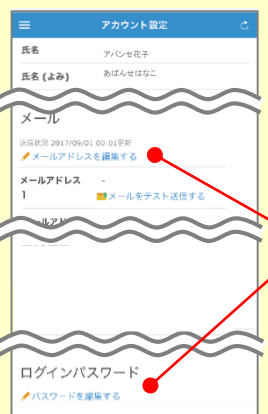 アカウント設定
氏名 アバンセ花子
氏名 (よみ) あばんせはなこ
メール
送信状況 2017/09/01 00:01更新
メールアドレスを編集する
メールアドレス -
1 メールをテスト送信する
ログインパスワード
パスワードを編集する